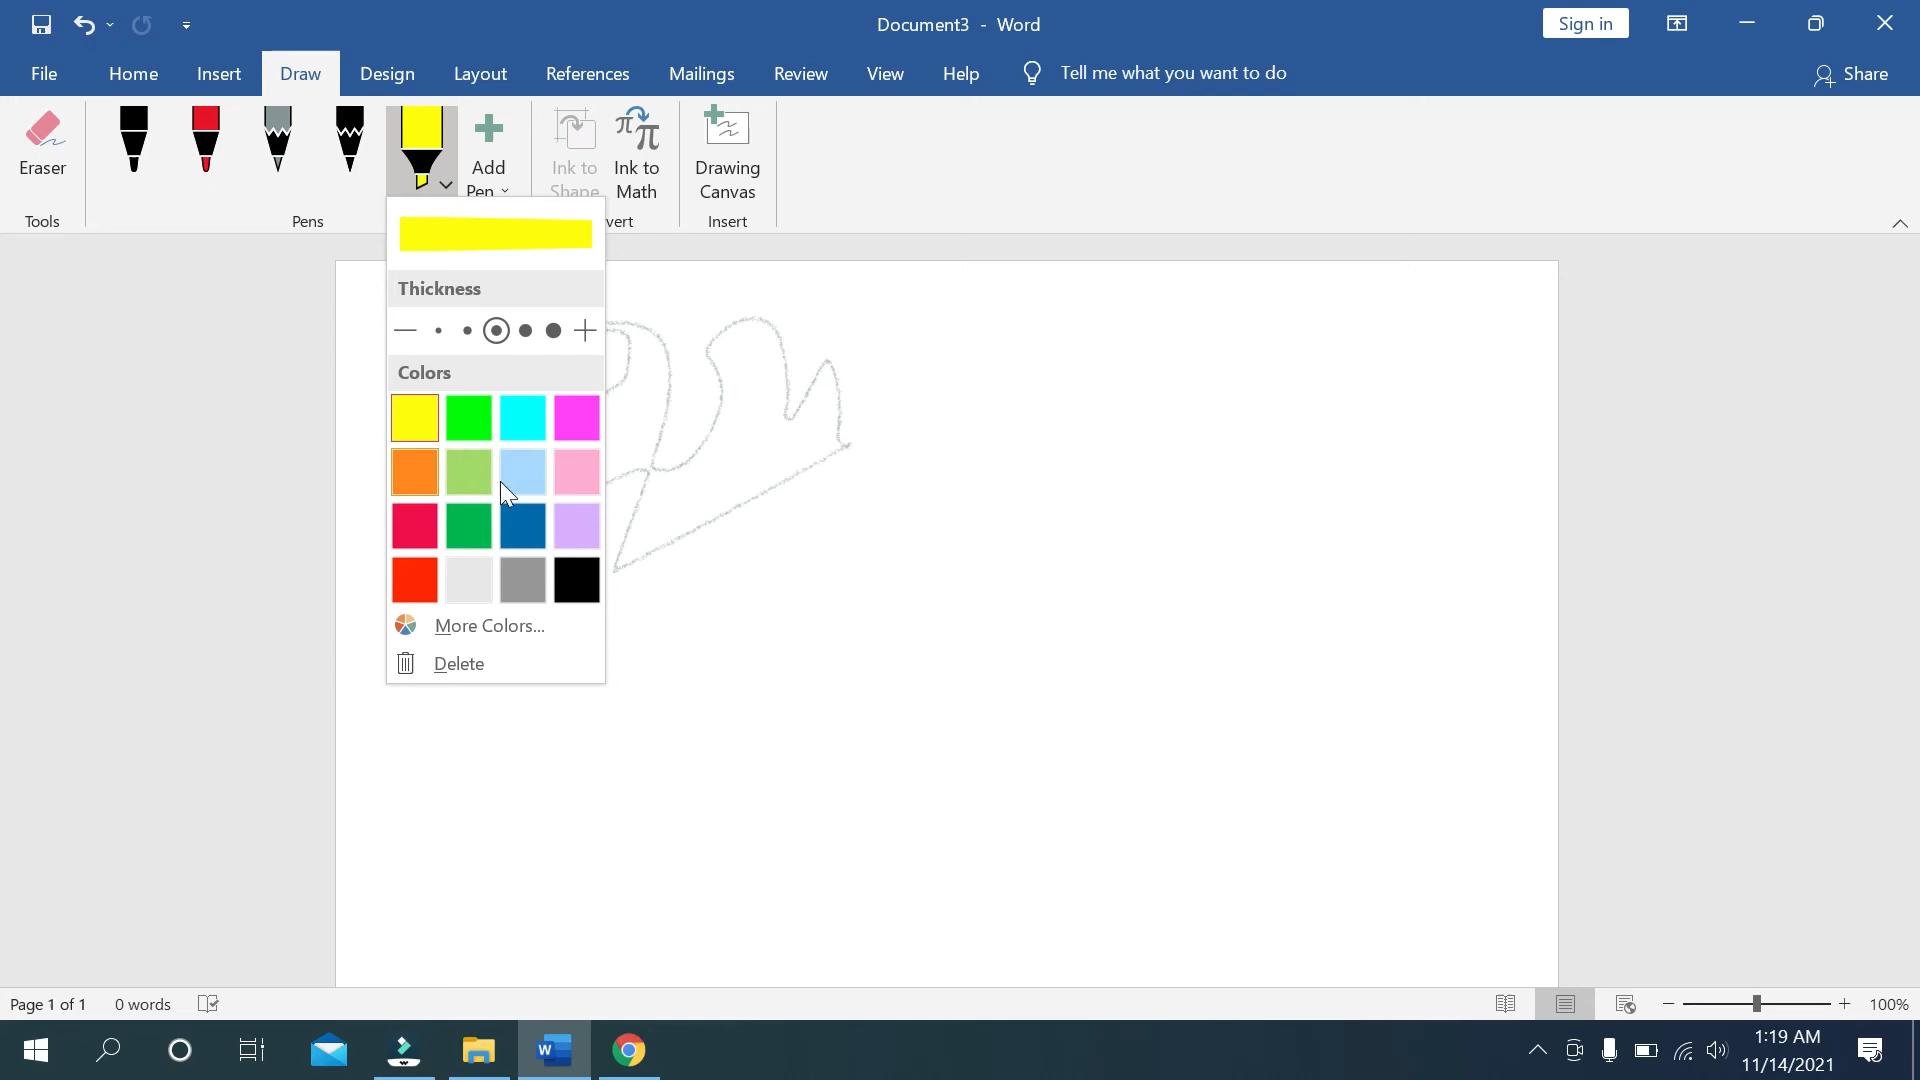 Document3 - Word
Sign in
File Home Insert Draw Design Layout References Mailings Review View Help Tell me what you want to do Share
Eraser
Add
Pen
Ink to
Shape
Ink to
Math
Drawing
Canvas
Tools
Pens
vert
Insert
Thickness
Colors
More Colors...
Delete
Page 1 of 1 0 words 100%
W
1:19 AM
11/14/2021